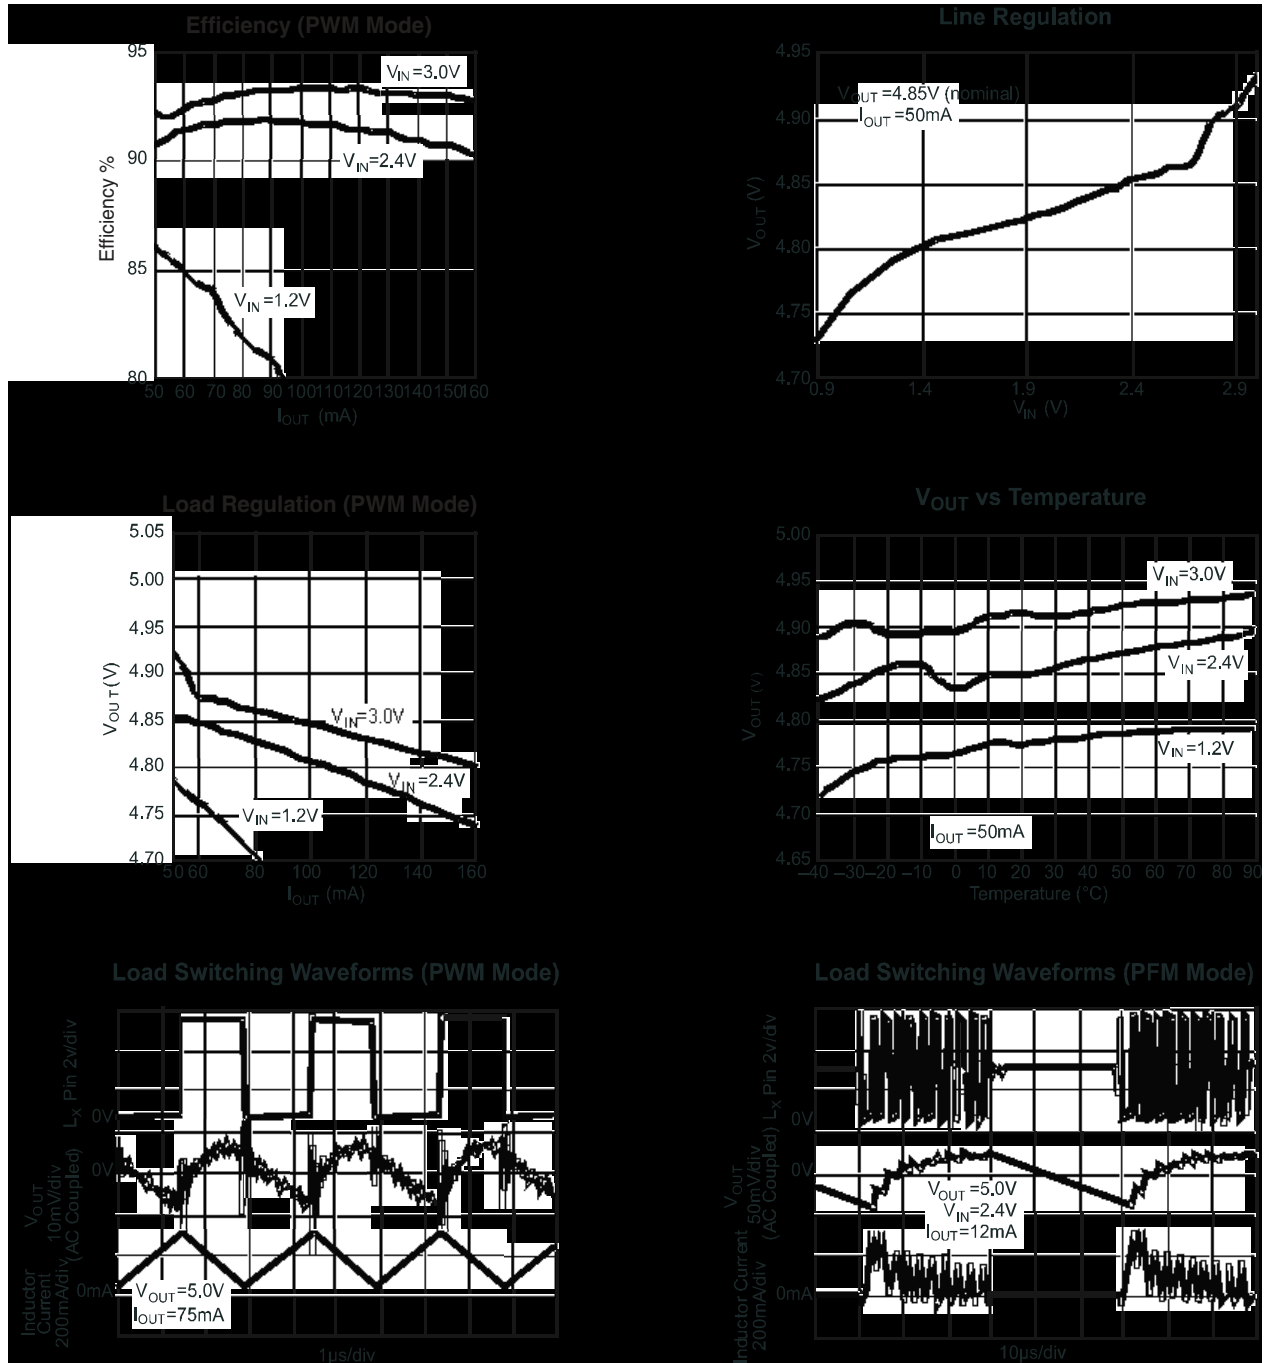 Efficiency (PWM Mode)
95
90
85
80
Efficiency %
VIN =3.0V
VIN =2.4V
VIN =1.2V
50 60 70 80 90 100 110 120 130 140 150 160
IOUT (mA)
Line Regulation
4.95
4.90
4.85
4.80
4.75
4.70
VOUT (V)
VOUT =4.85V (nominal)
IOUT =50mA
0.9 1.4 1.9 2.4 2.9
VIN (V)
Load Regulation (PWM Mode)
5.05
5.00
4.95
4.90
4.85
4.80
4.75
4.70
VOUT (V)
VIN =3.0V
VIN =2.4V
VIN =1.2V
50 60 80 100 120 140 160
IOUT (mA)
VOUT vs Temperature
5.00
4.95
4.90
4.85
4.80
4.75
4.70
4.65
VOUT (V)
VIN =3.0V
VIN =2.4V
VIN =1.2V
IOUT =50mA
–40 –30 –20 –10 0 10 20 30 40 50 60 70 80 90
Temperature (°C)
Load Switching Waveforms (PWM Mode)
LX Pin 2v/div
0V
VOUT
10mV/div
(AC Coupled)
0V
Inductor
Current
200mA/div
0mA
VOUT =5.0V
IOUT =75mA
1µs/div
Load Switching Waveforms (PFM Mode)
LX Pin 2v/div
0V
VOUT
50mV/div
(AC Coupled)
0V
VOUT =5.0V
VIN =2.4V
IOUT =12mA
Inductor Current
200mA/div
0mA
10µs/div